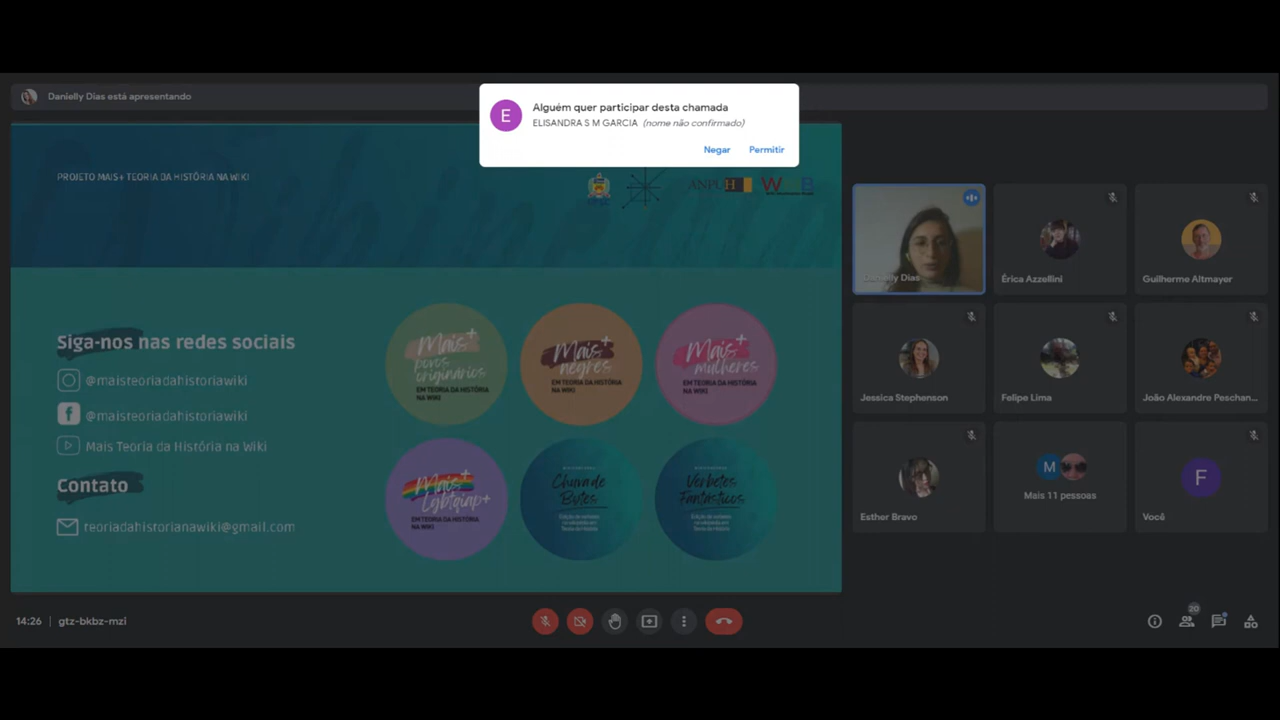 Danielly Dias está apresentando
E
Alguém quer participar desta chamada
ELISANDRA S M GARCIA (nome não confirmado)
Negar Permitir
PROJETO MAIS+ TEORIA DA HISTÓRIA NA WIKI
ANPUH
Siga-nos nas redes sociais
@maisteoriadahistoriawiki
@maisteoriadahistoriawiki
Mais Teoria da História na Wiki
Contato
teoriadahistorianawiki@gmail.com
Mais+
povos
originários
EM TEORIA DA HISTÓRIA
NA WIKI
Mais+
negres
EM TEORIA DA HISTÓRIA
NA WIKI
Mais+
mulheres
EM TEORIA DA HISTÓRIA
NA WIKI
Mais+
Lgbtqiap+
EM TEORIA DA HISTÓRIA
NA WIKI
Chuva de
Bytes
Verbetes
Fantásticos
Danielly Dias
Érica Azzellini
Guilherme Altmayer
Jessica Stephenson
Felipe Lima
João Alexandre Peschan...
Esther Bravo
M
Mais 11 pessoas
F
Você
14:26 | gtz-bkbz-mzi
20